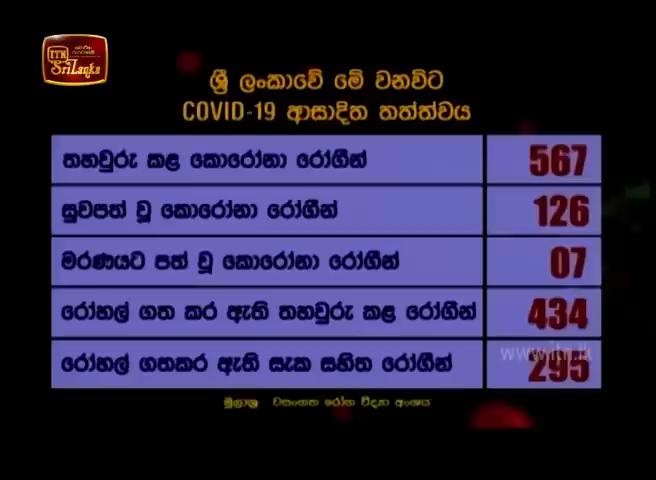 ITN
Sri Lanka
ශ්‍රී ලංකාවේ මේ වනවිට
COVID-19 ආසාදිත තත්ත්වය
තහවුරු කළ කොරෝනා රෝගීන් 567
සුවපත් වූ කොරෝනා රෝගීන් 126
මරණයට පත් වූ කොරෝනා රෝගීන් 07
රෝහල් ගත කර ඇති තහවුරු කළ රෝගීන් 434
www.itn.lk
රෝහල් ගතකර ඇති සැක සහිත රෝගීන් 295
මූලාශ්‍ර වසංගත රෝග විද්‍යා අංශය